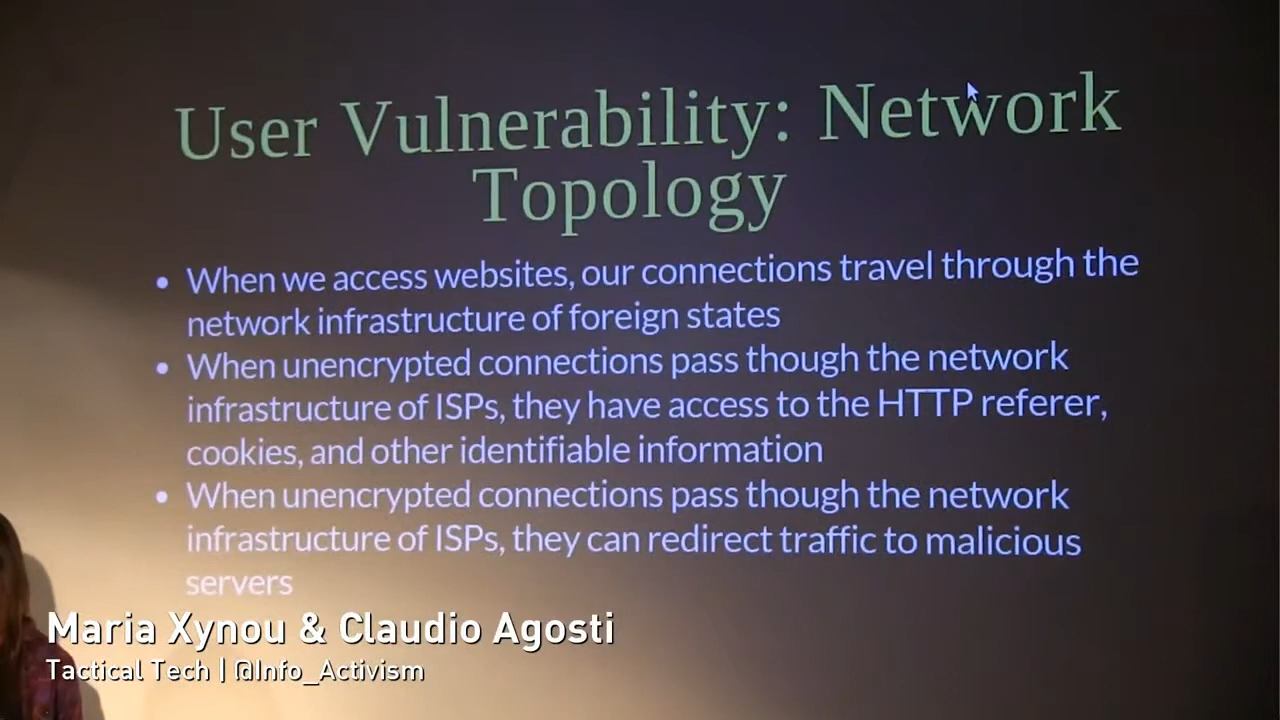 User Vulnerability: Network
Topology
• When we access websites, our connections travel through the
network infrastructure of foreign states
• When unencrypted connections pass though the network
infrastructure of ISPs, they have access to the HTTP referer,
cookies, and other identifiable information
• When unencrypted connections pass though the network
infrastructure of ISPs, they can redirect traffic to malicious
servers
Maria Xynou & Claudio Agosti
Tactical Tech | @Info_Activism